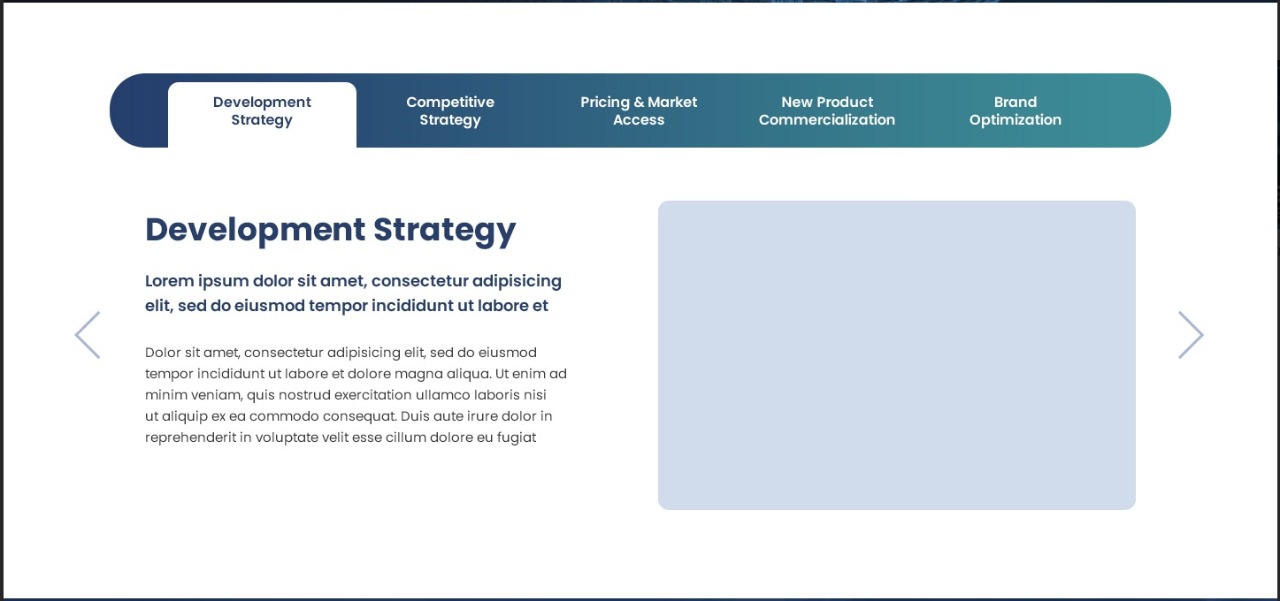 Development
Strategy
Competitive
Strategy
Pricing & Market
Access
New Product
Commercialization
Brand
Optimization
Development Strategy
Lorem ipsum dolor sit amet, consectetur adipisicing
elit, sed do eiusmod tempor incididunt ut labore et
Dolor sit amet, consectetur adipisicing elit, sed do eiusmod
tempor incididunt ut labore et dolore magna aliqua. Ut enim ad
minim veniam, quis nostrud exercitation ullamco laboris nisi
ut aliquip ex ea commodo consequat. Duis aute irure dolor in
reprehenderit in voluptate velit esse cillum dolore eu fugiat